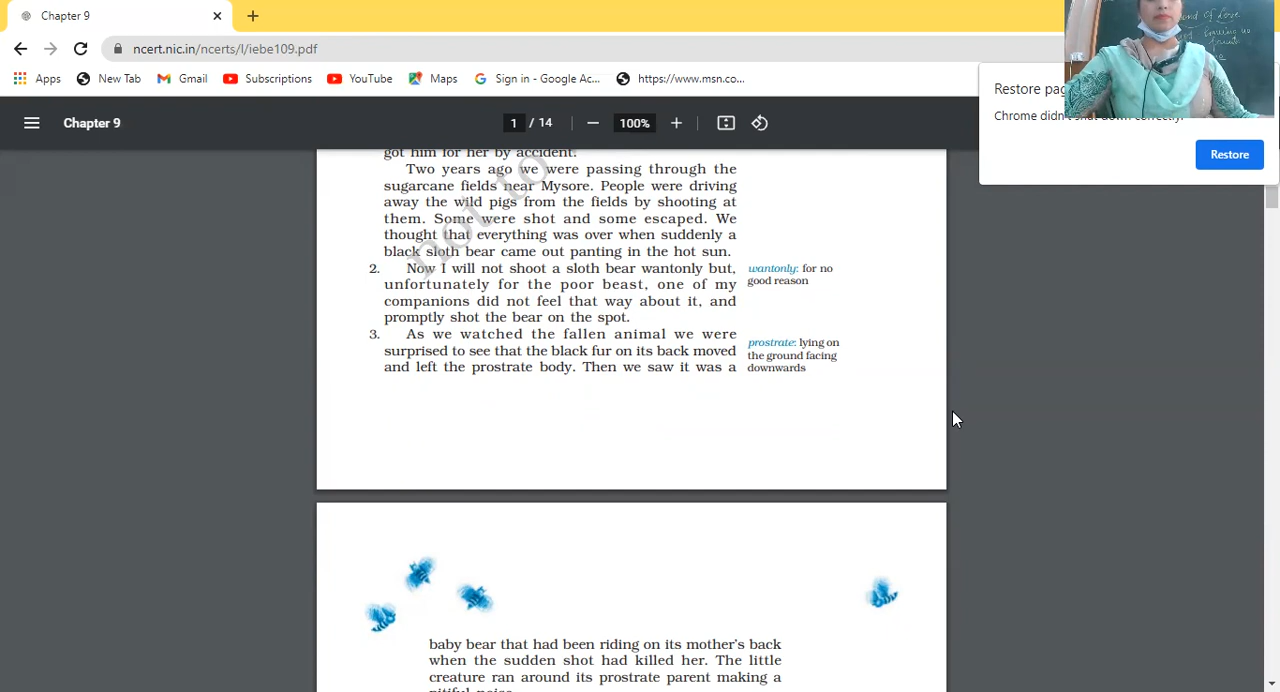 Chapter 9
ncert.nic.in/ncerts/l/iebe109.pdf
Apps New Tab Gmail Subscriptions YouTube Maps Sign in - Google Ac... https://www.msn.co...
Chapter 9 1 / 14 100%
Restore pag
Chrome didn't shut down correctly.
Restore
of Love
got him for her by accident.
Two years ago we were passing through the
sugarcane fields near Mysore. People were driving
away the wild pigs from the fields by shooting at
them. Some were shot and some escaped. We
thought that everything was over when suddenly a
black sloth bear came out panting in the hot sun.
2. Now I will not shoot a sloth bear wantonly but,
unfortunately for the poor beast, one of my
companions did not feel that way about it, and
promptly shot the bear on the spot.
3. As we watched the fallen animal we were
surprised to see that the black fur on its back moved
and left the prostrate body. Then we saw it was a
wantonly: for no
good reason
prostrate: lying on
the ground facing
downwards
not to
baby bear that had been riding on its mother's back
when the sudden shot had killed her. The little
creature ran around its prostrate parent making a
pitiful noise.